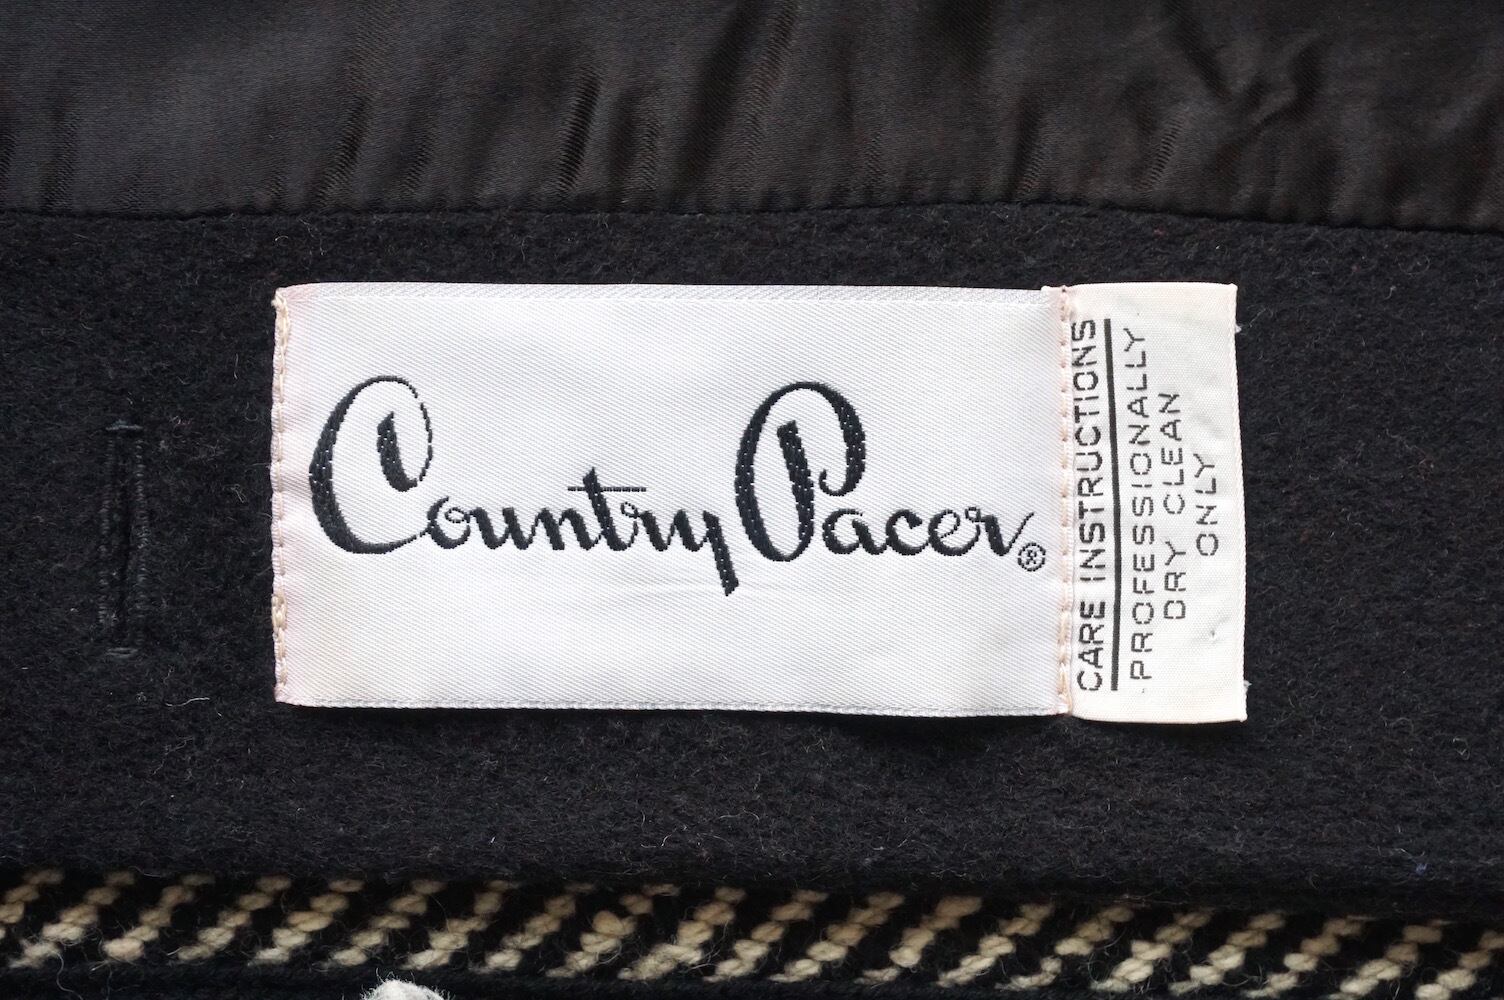 Country Pacer®
CARE INSTRUCTIONS
PROFESSIONALLY
DRY CLEAN
ONLY